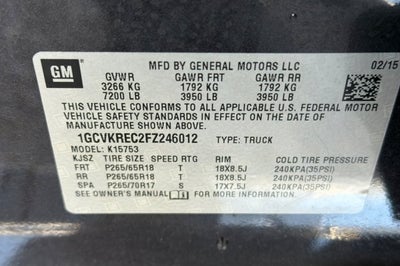 GM
MFD BY GENERAL MOTORS LLC
02/15
GVWR GAWR FRT GAWR RR
3266 KG 1792 KG 1792 KG
7200 LB 3950 LB 3950 LB
THIS VEHICLE CONFORMS TO ALL APPLICABLE U.S. FEDERAL MOTOR
VEHICLE SAFETY STANDARDS IN EFFECT ON THE DATE OF
MANUFACTURE SHOWN ABOVE.
1GCVKREC2FZ246012 TYPE: TRUCK
MODEL: K15753
KJSZ TIRE SIZE SPEED RTG RIM COLD TIRE PRESSURE
FRT P265/65R18 T 18X8.5J 240KPA(35PSI)
RR P265/65R18 T 18X8.5J 240KPA(35PSI)
SPA P265/70R17 S 17X7.5J 240KPA(35PSI)
SEE OWNER'S MANUAL FOR ADDITIONAL INFORMATION.